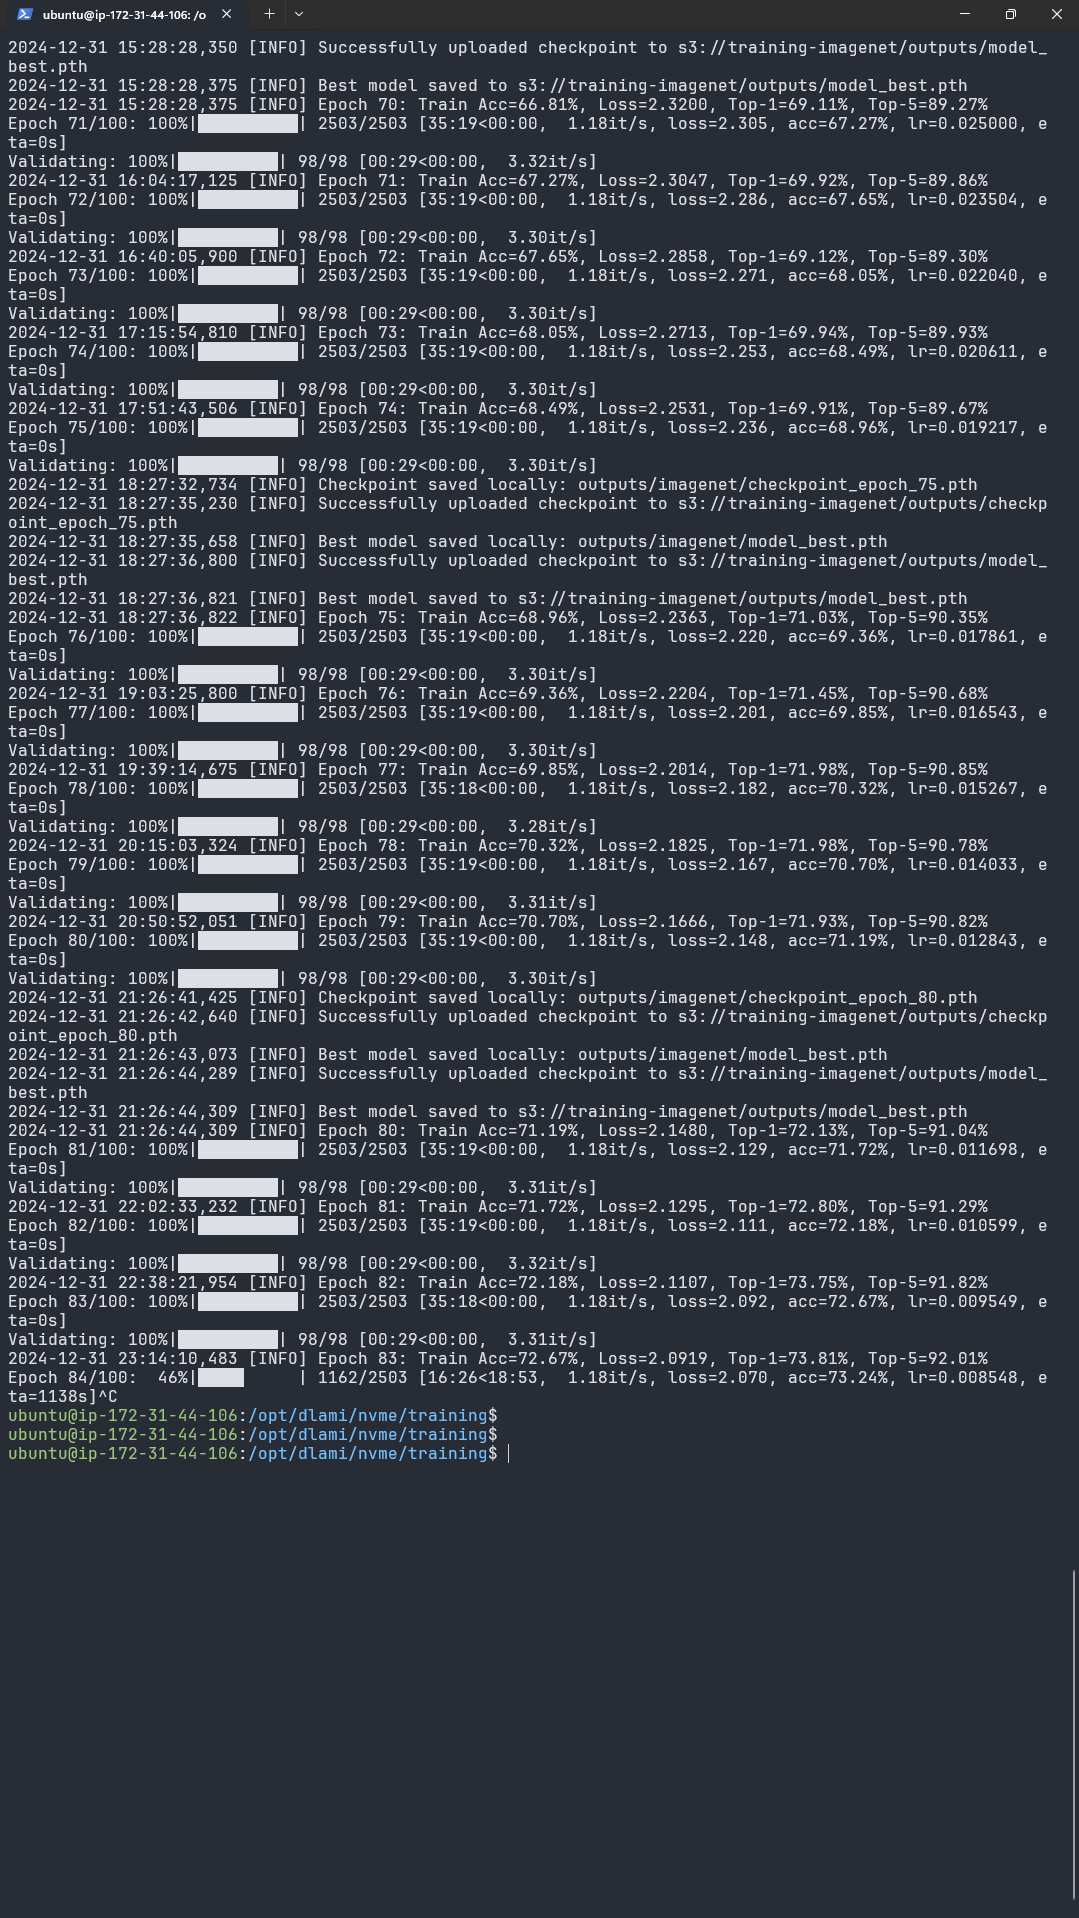 ubuntu@ip-172-31-44-106: /o
2024-12-31 15:28:28,350 [INFO] Successfully uploaded checkpoint to s3://training-imagenet/outputs/model_
best.pth
2024-12-31 15:28:28,375 [INFO] Best model saved to s3://training-imagenet/outputs/model_best.pth
2024-12-31 15:28:28,375 [INFO] Epoch 70: Train Acc=66.81%, Loss=2.3200, Top-1=69.11%, Top-5=89.27%
Epoch 71/100: 100%|██████████| 2503/2503 [35:19<00:00,  1.18it/s, loss=2.305, acc=67.27%, lr=0.025000, e
ta=0s]
Validating: 100%|██████████| 98/98 [00:29<00:00,  3.32it/s]
2024-12-31 16:04:17,125 [INFO] Epoch 71: Train Acc=67.27%, Loss=2.3047, Top-1=69.92%, Top-5=89.86%
Epoch 72/100: 100%|██████████| 2503/2503 [35:19<00:00,  1.18it/s, loss=2.286, acc=67.65%, lr=0.023504, e
ta=0s]
Validating: 100%|██████████| 98/98 [00:29<00:00,  3.30it/s]
2024-12-31 16:40:05,900 [INFO] Epoch 72: Train Acc=67.65%, Loss=2.2858, Top-1=69.12%, Top-5=89.30%
Epoch 73/100: 100%|██████████| 2503/2503 [35:19<00:00,  1.18it/s, loss=2.271, acc=68.05%, lr=0.022040, e
ta=0s]
Validating: 100%|██████████| 98/98 [00:29<00:00,  3.30it/s]
2024-12-31 17:15:54,810 [INFO] Epoch 73: Train Acc=68.05%, Loss=2.2713, Top-1=69.94%, Top-5=89.93%
Epoch 74/100: 100%|██████████| 2503/2503 [35:19<00:00,  1.18it/s, loss=2.253, acc=68.49%, lr=0.020611, e
ta=0s]
Validating: 100%|██████████| 98/98 [00:29<00:00,  3.30it/s]
2024-12-31 17:51:43,506 [INFO] Epoch 74: Train Acc=68.49%, Loss=2.2531, Top-1=69.91%, Top-5=89.67%
Epoch 75/100: 100%|██████████| 2503/2503 [35:19<00:00,  1.18it/s, loss=2.236, acc=68.96%, lr=0.019217, e
ta=0s]
Validating: 100%|██████████| 98/98 [00:29<00:00,  3.30it/s]
2024-12-31 18:27:32,734 [INFO] Checkpoint saved locally: outputs/imagenet/checkpoint_epoch_75.pth
2024-12-31 18:27:35,230 [INFO] Successfully uploaded checkpoint to s3://training-imagenet/outputs/checkp
oint_epoch_75.pth
2024-12-31 18:27:35,658 [INFO] Best model saved locally: outputs/imagenet/model_best.pth
2024-12-31 18:27:36,800 [INFO] Successfully uploaded checkpoint to s3://training-imagenet/outputs/model_
best.pth
2024-12-31 18:27:36,821 [INFO] Best model saved to s3://training-imagenet/outputs/model_best.pth
2024-12-31 18:27:36,822 [INFO] Epoch 75: Train Acc=68.96%, Loss=2.2363, Top-1=71.03%, Top-5=90.35%
Epoch 76/100: 100%|██████████| 2503/2503 [35:19<00:00,  1.18it/s, loss=2.220, acc=69.36%, lr=0.017861, e
ta=0s]
Validating: 100%|██████████| 98/98 [00:29<00:00,  3.30it/s]
2024-12-31 19:03:25,800 [INFO] Epoch 76: Train Acc=69.36%, Loss=2.2204, Top-1=71.45%, Top-5=90.68%
Epoch 77/100: 100%|██████████| 2503/2503 [35:19<00:00,  1.18it/s, loss=2.201, acc=69.85%, lr=0.016543, e
ta=0s]
Validating: 100%|██████████| 98/98 [00:29<00:00,  3.30it/s]
2024-12-31 19:39:14,675 [INFO] Epoch 77: Train Acc=69.85%, Loss=2.2014, Top-1=71.98%, Top-5=90.85%
Epoch 78/100: 100%|██████████| 2503/2503 [35:18<00:00,  1.18it/s, loss=2.182, acc=70.32%, lr=0.015267, e
ta=0s]
Validating: 100%|██████████| 98/98 [00:29<00:00,  3.28it/s]
2024-12-31 20:15:03,324 [INFO] Epoch 78: Train Acc=70.32%, Loss=2.1825, Top-1=71.98%, Top-5=90.78%
Epoch 79/100: 100%|██████████| 2503/2503 [35:19<00:00,  1.18it/s, loss=2.167, acc=70.70%, lr=0.014033, e
ta=0s]
Validating: 100%|██████████| 98/98 [00:29<00:00,  3.31it/s]
2024-12-31 20:50:52,051 [INFO] Epoch 79: Train Acc=70.70%, Loss=2.1666, Top-1=71.93%, Top-5=90.82%
Epoch 80/100: 100%|██████████| 2503/2503 [35:19<00:00,  1.18it/s, loss=2.148, acc=71.19%, lr=0.012843, e
ta=0s]
Validating: 100%|██████████| 98/98 [00:29<00:00,  3.30it/s]
2024-12-31 21:26:41,425 [INFO] Checkpoint saved locally: outputs/imagenet/checkpoint_epoch_80.pth
2024-12-31 21:26:42,640 [INFO] Successfully uploaded checkpoint to s3://training-imagenet/outputs/checkp
oint_epoch_80.pth
2024-12-31 21:26:43,073 [INFO] Best model saved locally: outputs/imagenet/model_best.pth
2024-12-31 21:26:44,289 [INFO] Successfully uploaded checkpoint to s3://training-imagenet/outputs/model_
best.pth
2024-12-31 21:26:44,309 [INFO] Best model saved to s3://training-imagenet/outputs/model_best.pth
2024-12-31 21:26:44,309 [INFO] Epoch 80: Train Acc=71.19%, Loss=2.1480, Top-1=72.13%, Top-5=91.04%
Epoch 81/100: 100%|██████████| 2503/2503 [35:19<00:00,  1.18it/s, loss=2.129, acc=71.72%, lr=0.011698, e
ta=0s]
Validating: 100%|██████████| 98/98 [00:29<00:00,  3.31it/s]
2024-12-31 22:02:33,232 [INFO] Epoch 81: Train Acc=71.72%, Loss=2.1295, Top-1=72.80%, Top-5=91.29%
Epoch 82/100: 100%|██████████| 2503/2503 [35:19<00:00,  1.18it/s, loss=2.111, acc=72.18%, lr=0.010599, e
ta=0s]
Validating: 100%|██████████| 98/98 [00:29<00:00,  3.32it/s]
2024-12-31 22:38:21,954 [INFO] Epoch 82: Train Acc=72.18%, Loss=2.1107, Top-1=73.75%, Top-5=91.82%
Epoch 83/100: 100%|██████████| 2503/2503 [35:18<00:00,  1.18it/s, loss=2.092, acc=72.67%, lr=0.009549, e
ta=0s]
Validating: 100%|██████████| 98/98 [00:29<00:00,  3.31it/s]
2024-12-31 23:14:10,483 [INFO] Epoch 83: Train Acc=72.67%, Loss=2.0919, Top-1=73.81%, Top-5=92.01%
Epoch 84/100:  46%|████▋     | 1162/2503 [16:26<18:53,  1.18it/s, loss=2.070, acc=73.24%, lr=0.008548, e
ta=1138s]^C
ubuntu@ip-172-31-44-106:/opt/dlami/nvme/training$
ubuntu@ip-172-31-44-106:/opt/dlami/nvme/training$
ubuntu@ip-172-31-44-106:/opt/dlami/nvme/training$